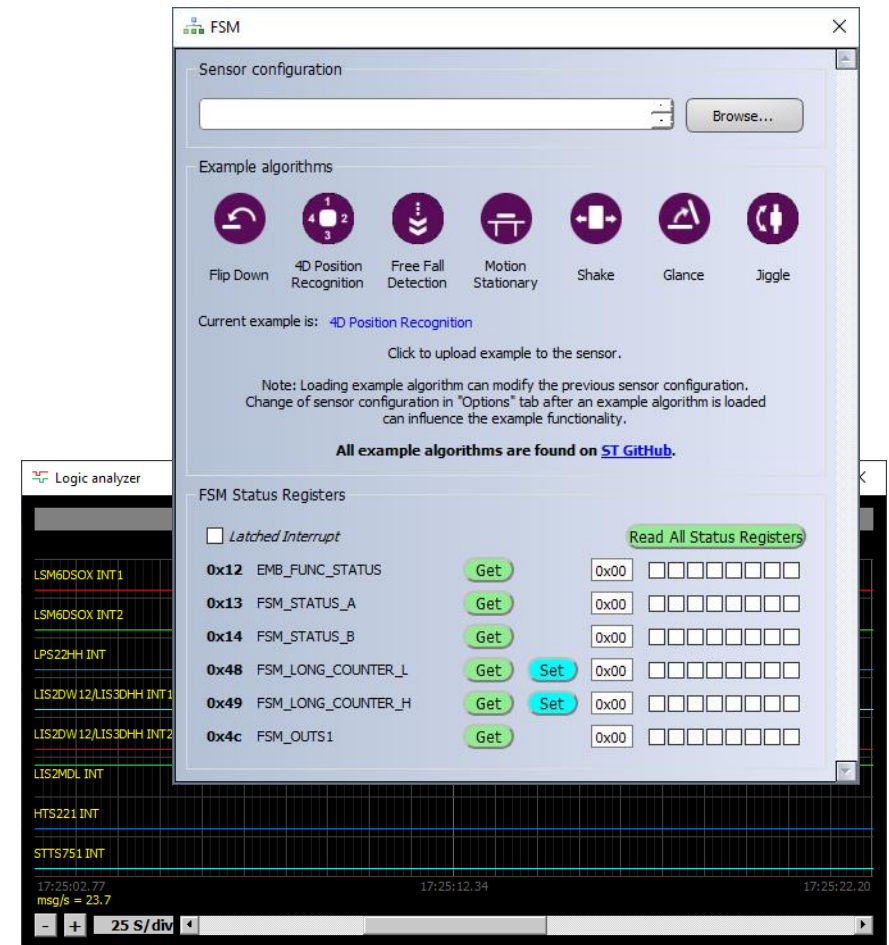 FSM
Sensor configuration
Browse...
Example algorithms
1
4 2
3
Flip Down
4D Position
Recognition
Free Fall
Detection
Motion
Stationary
Shake
Glance
Jiggle
Current example is: 4D Position Recognition
Click to upload example to the sensor.
Note: Loading example algorithm can modify the previous sensor configuration.
Change of sensor configuration in "Options" tab after an example algorithm is loaded
can influence the example functionality.
All example algorithms are found on ST GitHub.
FSM Status Registers
Latched Interrupt
Read All Status Registers
0x12 EMB_FUNC_STATUS Get 0x00
0x13 FSM_STATUS_A Get 0x00
0x14 FSM_STATUS_B Get 0x00
0x48 FSM_LONG_COUNTER_L Get Set 0x00
0x49 FSM_LONG_COUNTER_H Get Set 0x00
0x4c FSM_OUTS1 Get 0x00
Logic analyzer
LSM6DSOX INT1
LSM6DSOX INT2
LPS22HH INT
LIS2DW12/LIS3DHH INT1
LIS2DW12/LIS3DHH INT2
LIS2MDL INT
HTS221 INT
STTS751 INT
17:25:02.77 17:25:12.34 17:25:22.20
msg/s = 23.7
- + 25 S/div